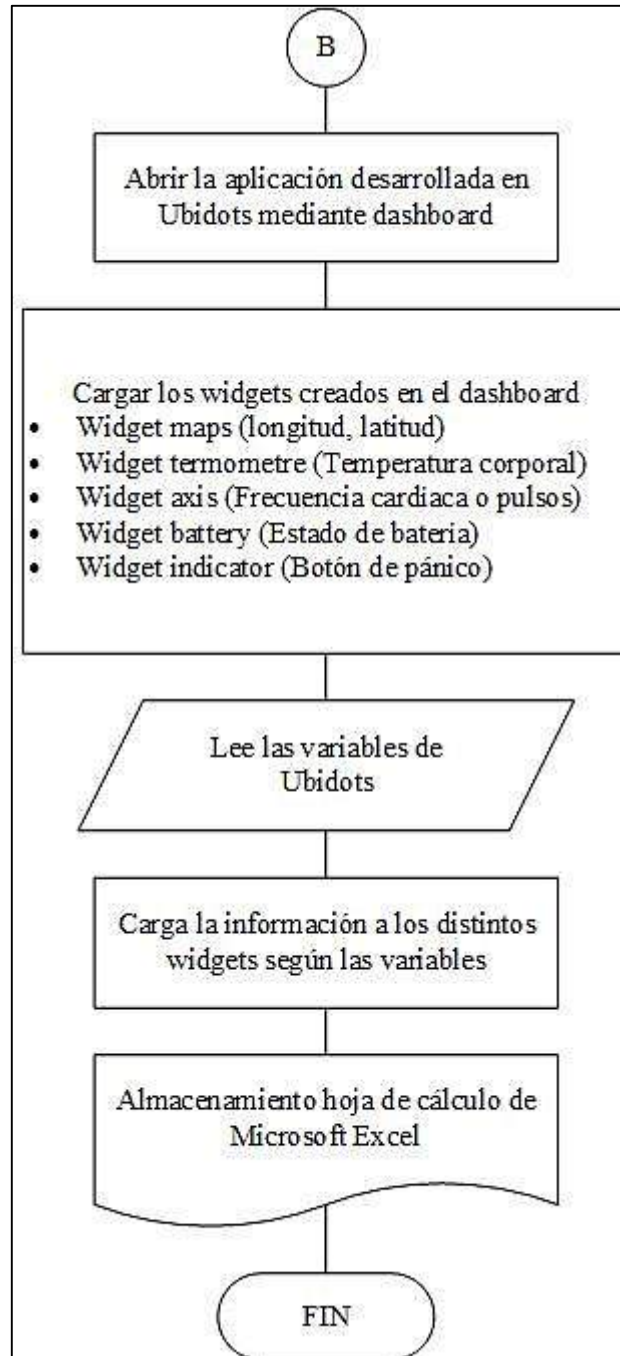 B
Abrir la aplicación desarrollada en
Ubidots mediante dashboard
Cargar los widgets creados en el dashboard
• Widget maps (longitud, latitud)
• Widget termometre (Temperatura corporal)
• Widget axis (Frecuencia cardíaca o pulsos)
• Widget battery (Estado de batería)
• Widget indicator (Botón de pánico)
Lee las variables de
Ubidots
Carga la información a los distintos
widgets según las variables
Almacenamiento hoja de cálculo de
Microsoft Excel
FIN